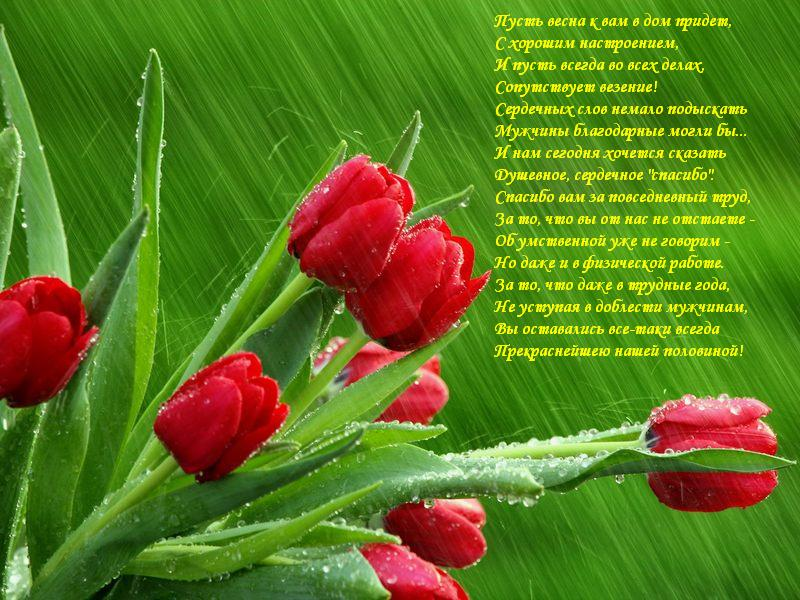 Пусть весна к вам в дом придет,
С хорошим настроением,
И пусть всегда во всех делах,
Сопутствует везение!
Сердечных слов немало подыскать
Мужчины благодарные могли бы...
И нам сегодня хочется сказать
Душевное, сердечное "спасибо".
Спасибо вам за повседневный труд,
За то, что вы от нас не отстаете -
Об умственной уже не говорим -
Но даже и в физической работе.
За то, что даже в трудные года,
Не уступая в доблести мужчинам,
Вы оставались все-таки всегда
Прекраснейшею нашей половиной!